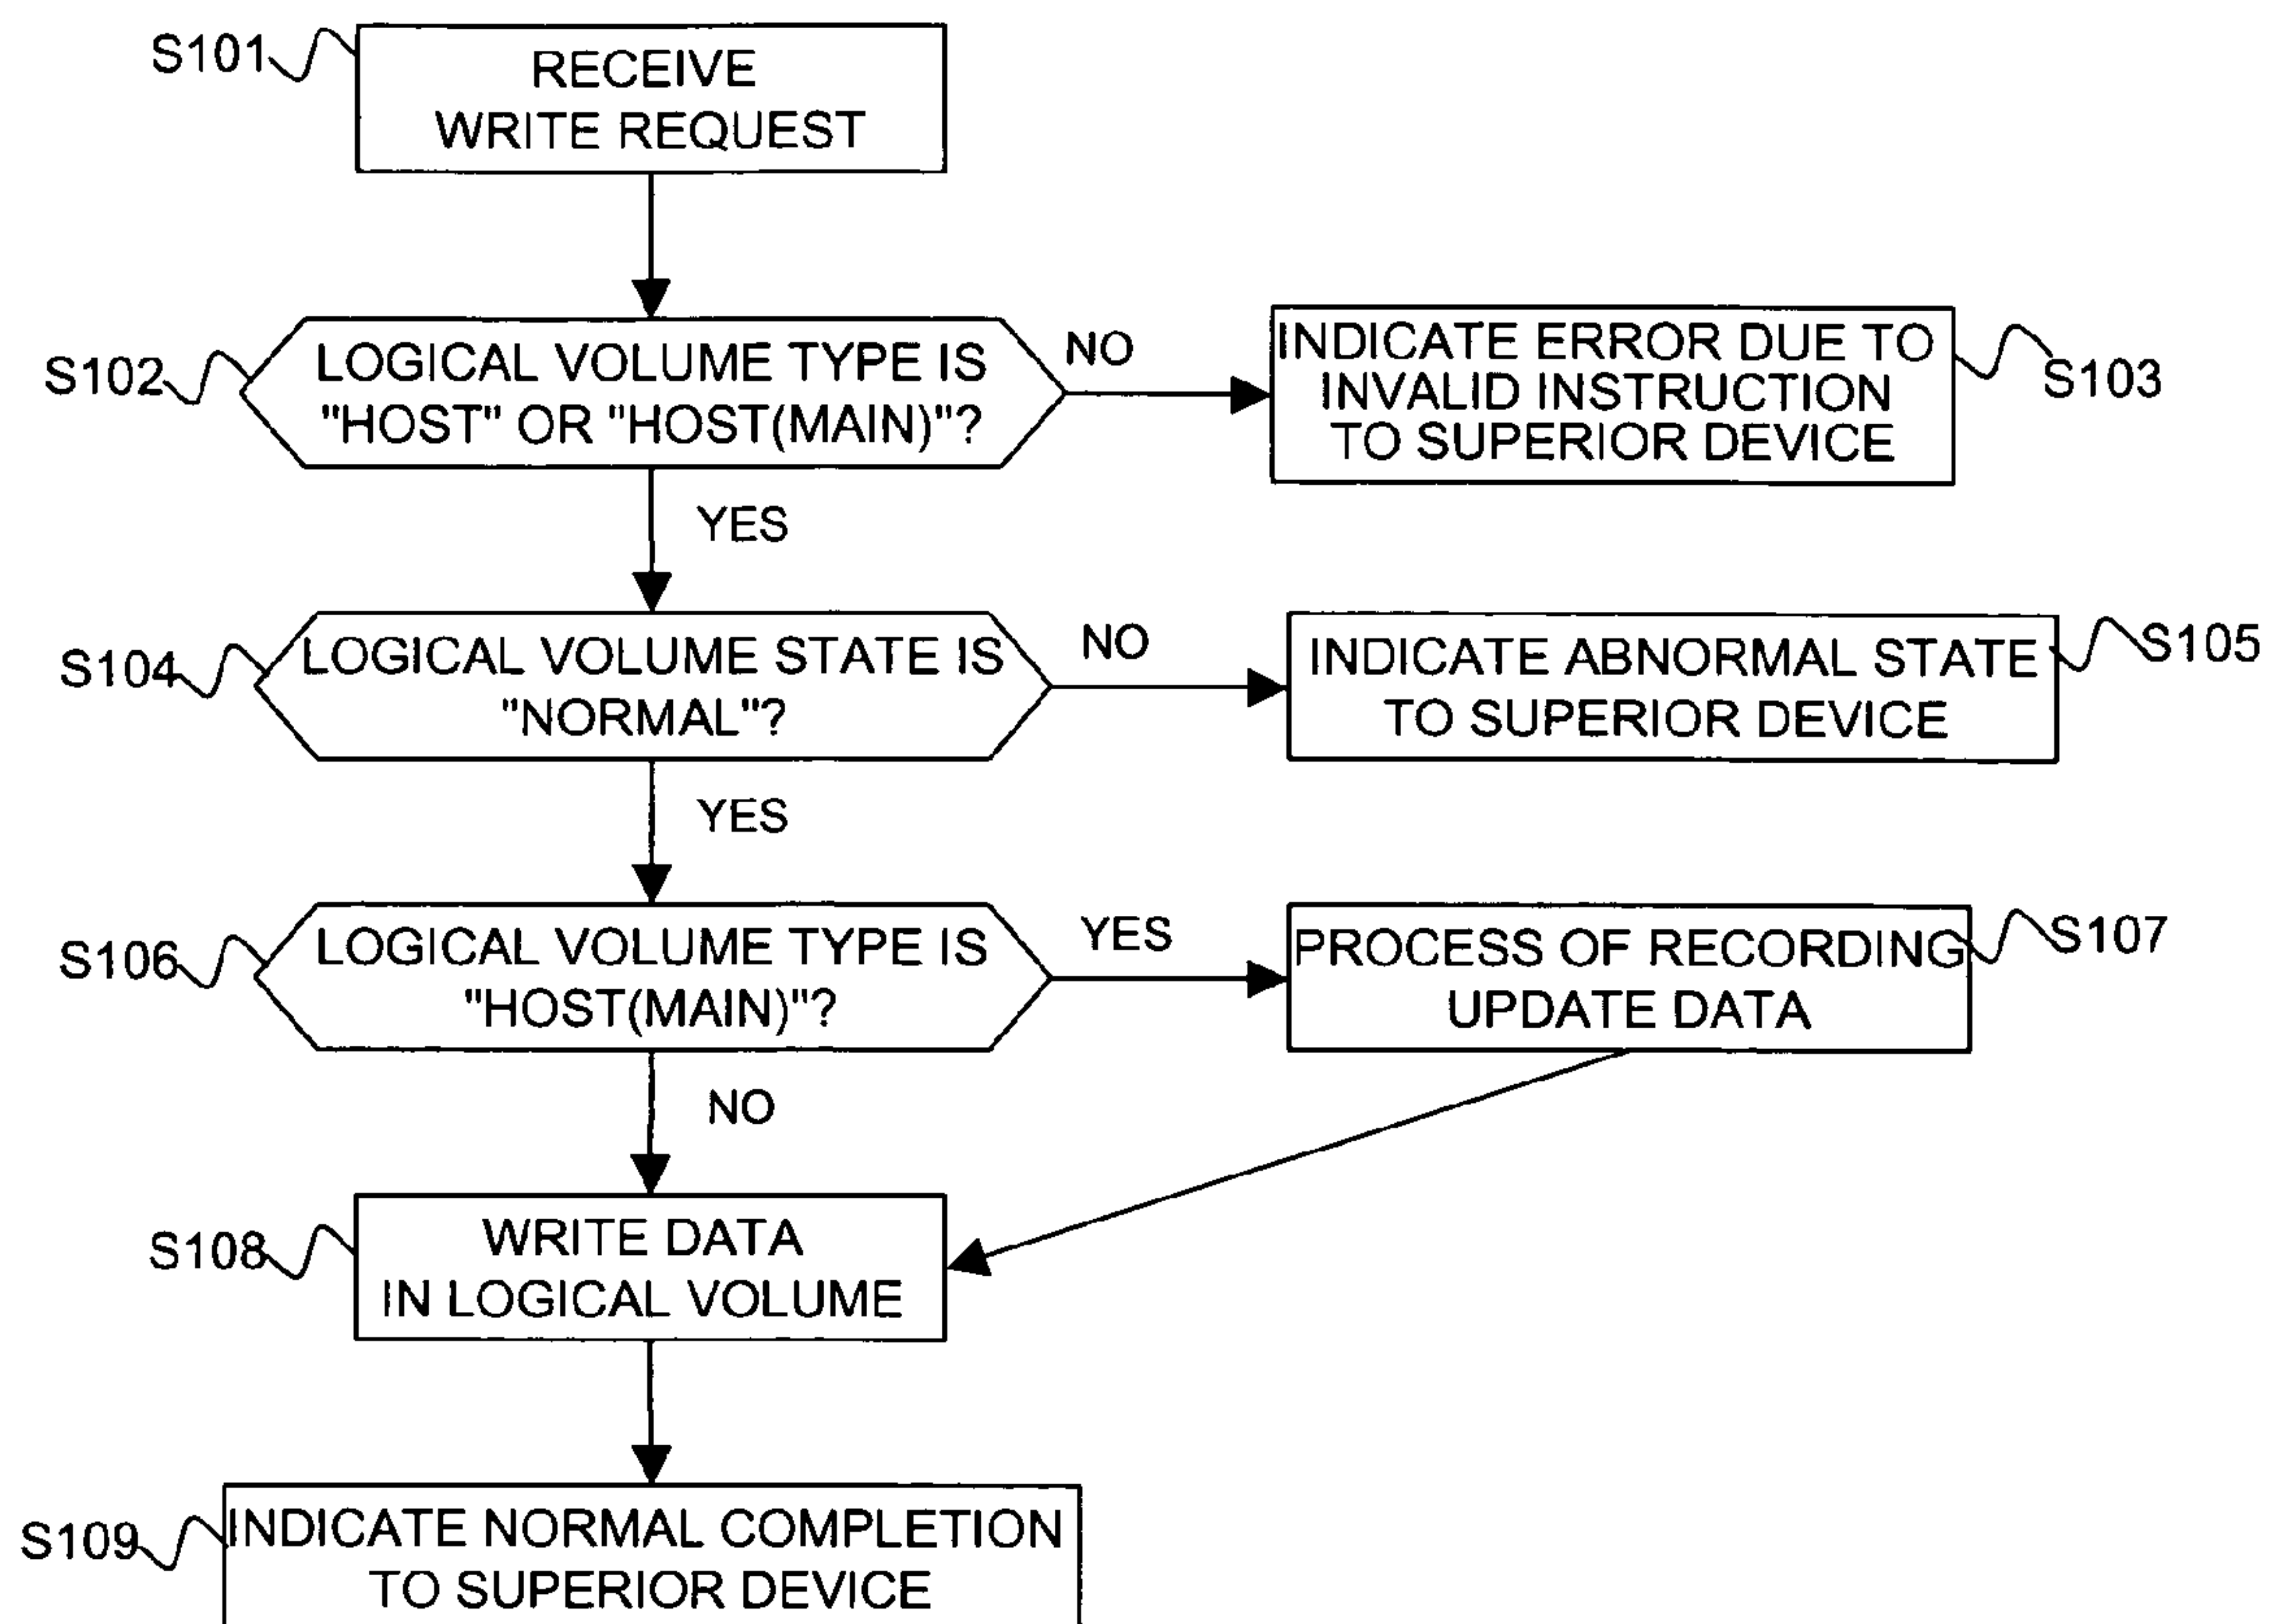 S101
RECEIVE
WRITE REQUEST
S102
LOGICAL VOLUME TYPE IS
"HOST" OR "HOST(MAIN)"?
NO
INDICATE ERROR DUE TO
INVALID INSTRUCTION
TO SUPERIOR DEVICE
S103
YES
S104
LOGICAL VOLUME STATE IS
"NORMAL"?
NO
INDICATE ABNORMAL STATE
TO SUPERIOR DEVICE
S105
YES
S106
LOGICAL VOLUME TYPE IS
"HOST(MAIN)"?
YES
PROCESS OF RECORDING
UPDATE DATA
S107
NO
S108
WRITE DATA
IN LOGICAL VOLUME
S109
INDICATE NORMAL COMPLETION
TO SUPERIOR DEVICE